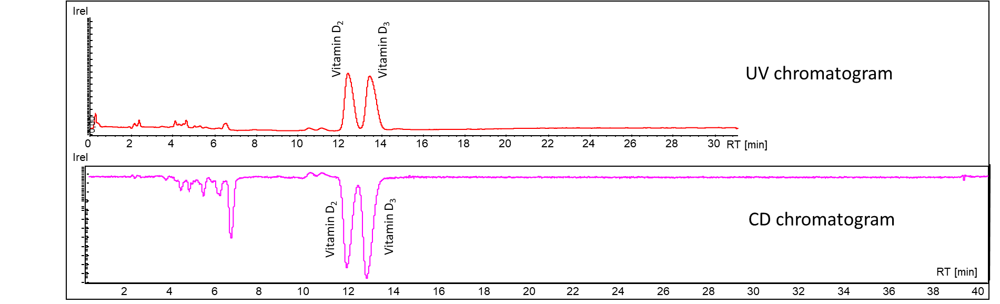 Irel
Vitamin D₂
Vitamin D₃
UV chromatogram
0 2 4 6 8 10 12 14 16 18 20 22 24 26 28 30 RT [min]
Irel
Vitamin D₂
Vitamin D₃
CD chromatogram
RT [min]
2 4 6 8 10 12 14 16 18 20 22 24 26 28 30 32 34 36 38 40